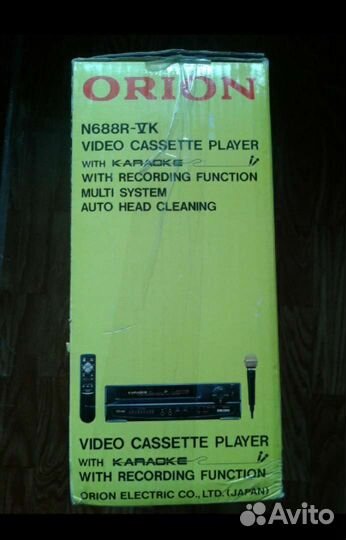 ORION
N688R-VK
VIDEO CASSETTE PLAYER
WITH KARAOKE
WITH RECORDING FUNCTION
MULTI SYSTEM
AUTO HEAD CLEANING
VIDEO CASSETTE PLAYER
WITH KARAOKE
WITH RECORDING FUNCTION
ORION ELECTRIC CO., LTD. (JAPAN)
Avito